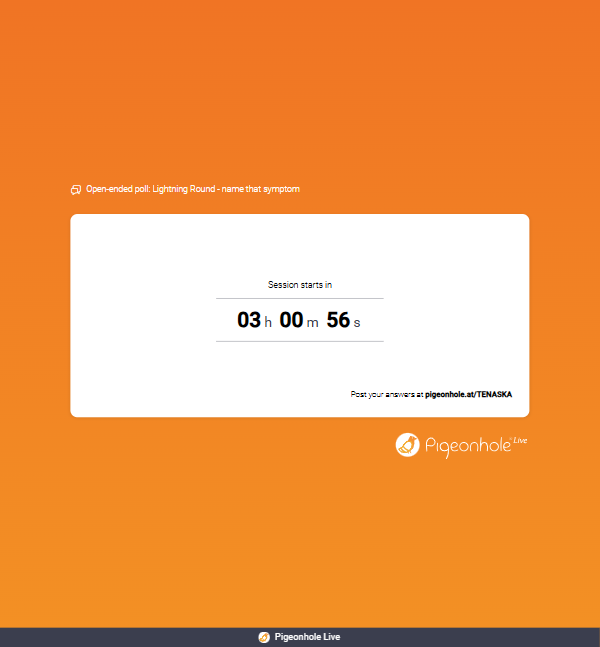 Open-ended poll: Lightning Round - name that symptom
Session starts in
03 h 00 m 56 s
Post your answers at pigeonhole.at/TENASKA
Pigeonhole Live
Pigeonhole Live